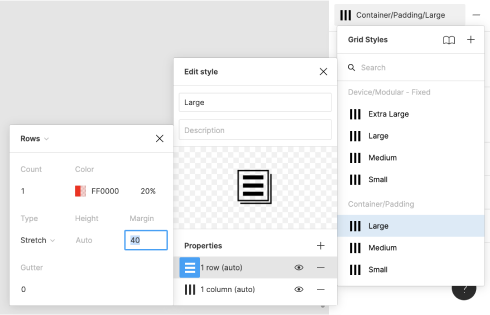 Container/Padding/Large
Grid Styles
Search
Device/Modular - Fixed
Extra Large
Large
Medium
Small
Container/Padding
Large
Medium
Small
Edit style
Large
Description
Properties
1 row (auto)
1 column (auto)
Rows
Count
Color
1
FF0000
20%
Type
Height
Margin
Stretch
Auto
40
Gutter
0
?